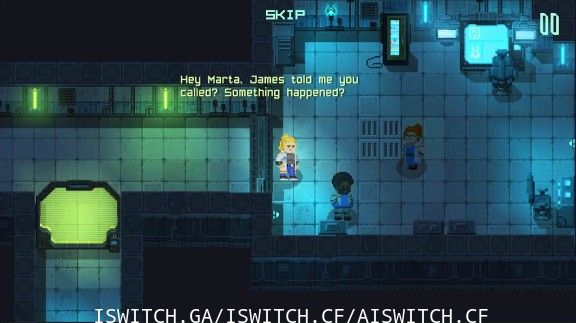 SKIP
Hey Marta, James told me you
called? Something happened?
ISWITCH.GA/ISWITCH.CF/AISWITCH.CF